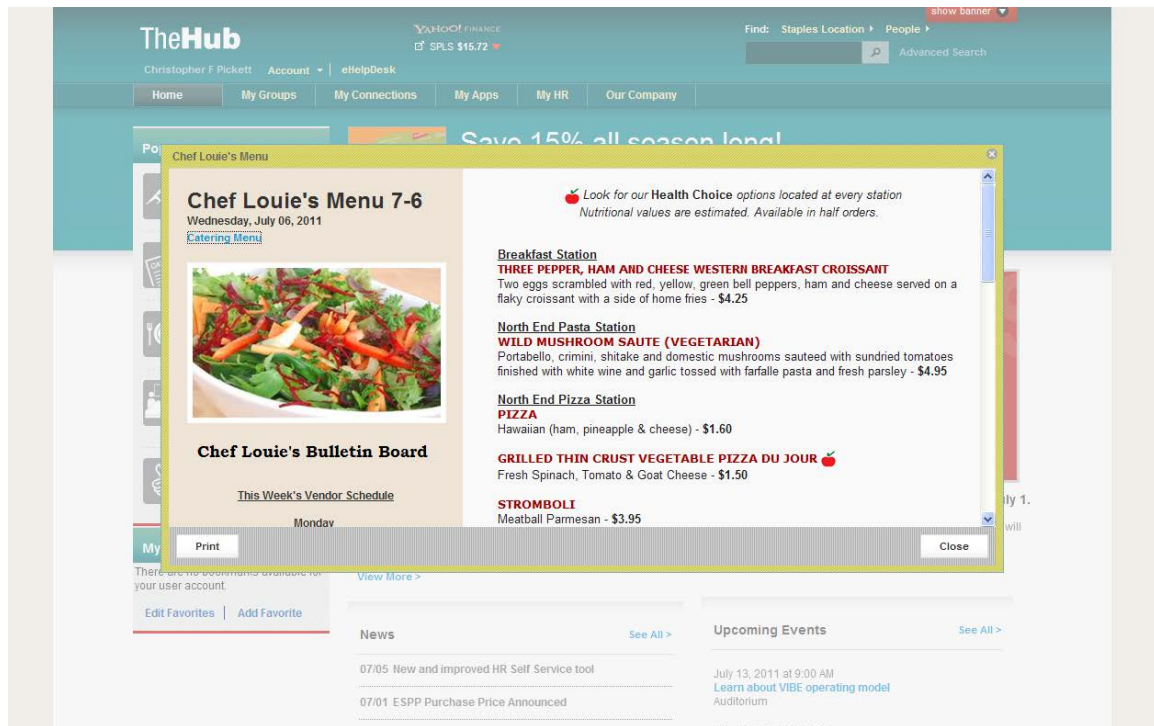 show banner
TheHub
YAHOO! FINANCE
SPLS $15.72
Find: Staples Location People
Advanced Search
Christopher F Pickett Account eHelpDesk
Home My Groups My Connections My Apps My HR Our Company
Save 15% all season long!
Chef Louie's Menu
Chef Louie's Menu 7-6
Wednesday, July 06, 2011
Catering Menu
Chef Louie's Bulletin Board
This Week's Vendor Schedule
Monday
Look for our Health Choice options located at every station
Nutritional values are estimated. Available in half orders.
Breakfast Station
THREE PEPPER, HAM AND CHEESE WESTERN BREAKFAST CROISSANT
Two eggs scrambled with red, yellow, green bell peppers, ham and cheese served on a
flaky croissant with a side of home fries - $4.25
North End Pasta Station
WILD MUSHROOM SAUTE (VEGETARIAN)
Portabello, crimini, shitake and domestic mushrooms sauteed with sundried tomatoes
finished with white wine and garlic tossed with farfalle pasta and fresh parsley - $4.95
North End Pizza Station
PIZZA
Hawaiian (ham, pineapple & cheese) - $1.60
GRILLED THIN CRUST VEGETABLE PIZZA DU JOUR
Fresh Spinach, Tomato & Goat Cheese - $1.50
STROMBOLI
Meatball Parmesan - $3.95
Print
Close
My
There are no bookmarks available for
your user account.
Edit Favorites | Add Favorite
View More >
will
News See All >
07/05 New and improved HR Self Service tool
07/01 ESPP Purchase Price Announced
Upcoming Events See All >
July 13, 2011 at 9:00 AM
Learn about VIBE operating model
Auditorium